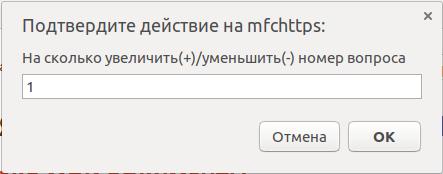 Подтвердите действие на mfchttps:
На сколько увеличить(+)/уменьшить(-) номер вопроса
1
Отмена
OK